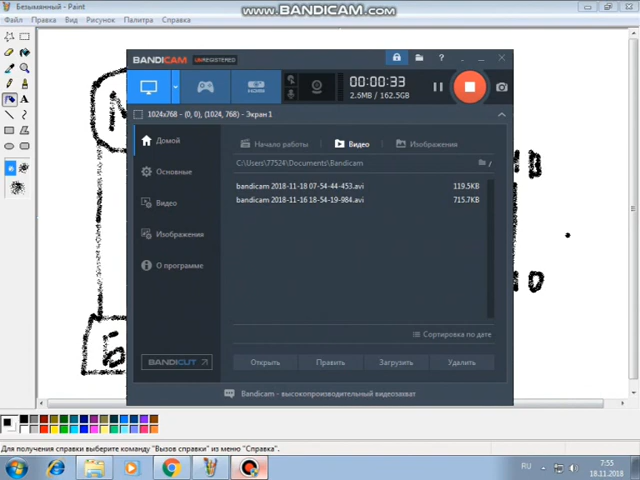 Безымянный - Paint
www.BANDICAM.com
Файл Правка Вид Рисунок Палитра Справка
BANDICAM UNREGISTERED
HDMI
00:00:33
2.5MB / 162.5GB
1024x768 - (0, 0), (1024, 768) - Экран 1
Домой
Основные
Видео
Изображения
О программе
BANDICUT
Начало работы Видео Изображения
C:\Users\77524\Documents\Bandicam
bandicam 2018-11-18 07-54-44-453.avi 119.5KB
bandicam 2018-11-16 18-54-19-984.avi 715.7KB
Сортировка по дате
Открыть Править Загрузить Удалить
Bandicam - высокопроизводительный видеозахват
Для получения справки выберите команду "Вызов справки" из меню "Справка".
RU
7:55
18.11.2018